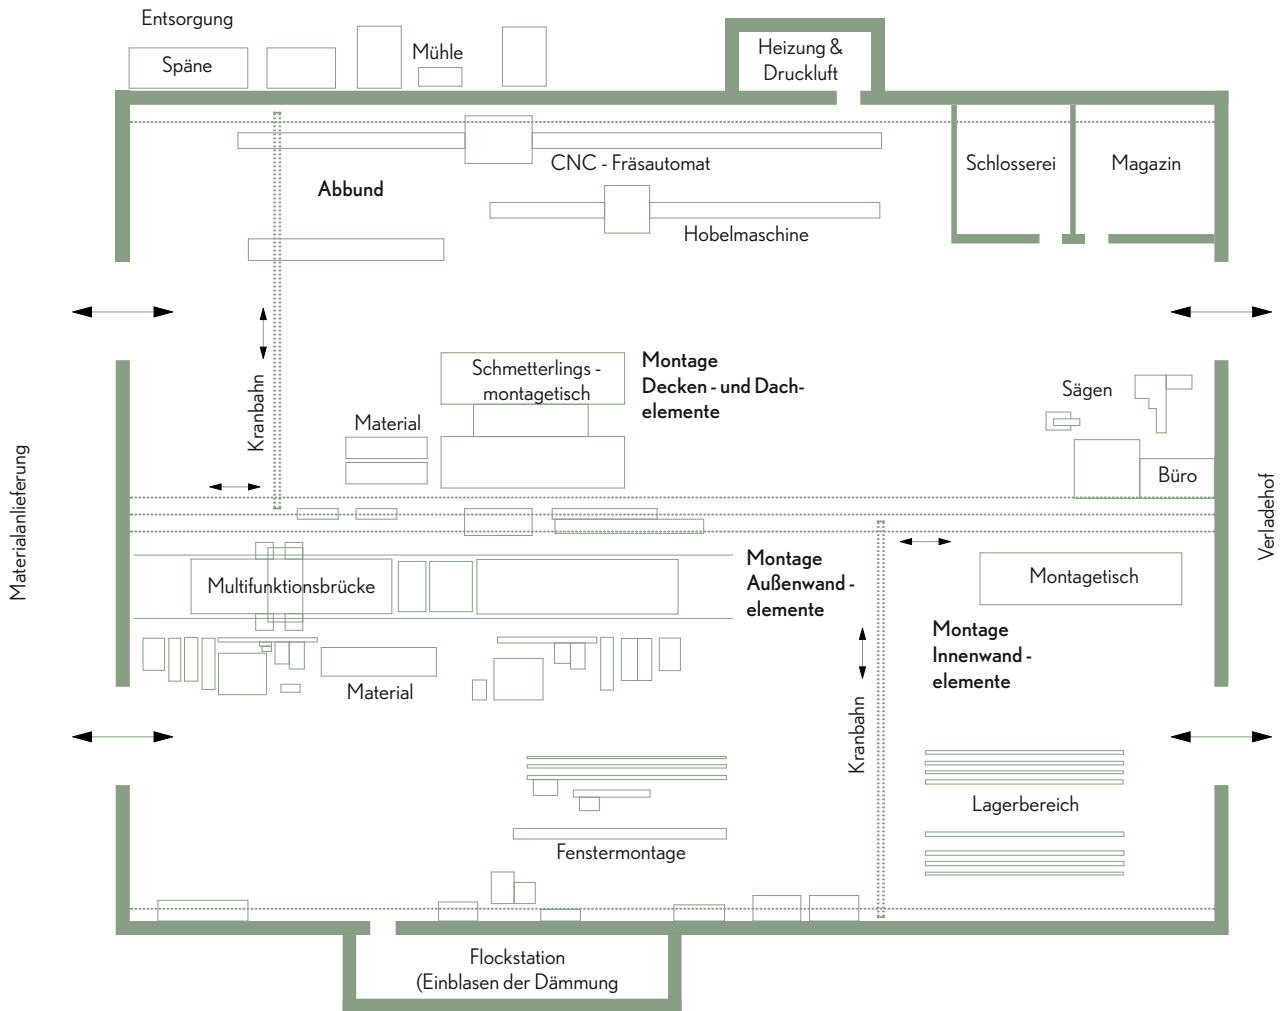 Entsorgung
Späne
Mühle
Heizung &
Druckluft
CNC - Fräsautomat
Schlosserei
Magazin
Abbund
Hobelmaschine
Kranbahn
Schmetterlings -
montagetisch
Montage
Decken - und Dach-
elemente
Material
Sägen
Büro
Materialanlieferung
Verladehof
Multifunktionsbrücke
Montage
Außenwand -
elemente
Montagetisch
Montage
Innenwand -
elemente
Material
Kranbahn
Lagerbereich
Fenstermontage
Flockstation
(Einblasen der Dämmung